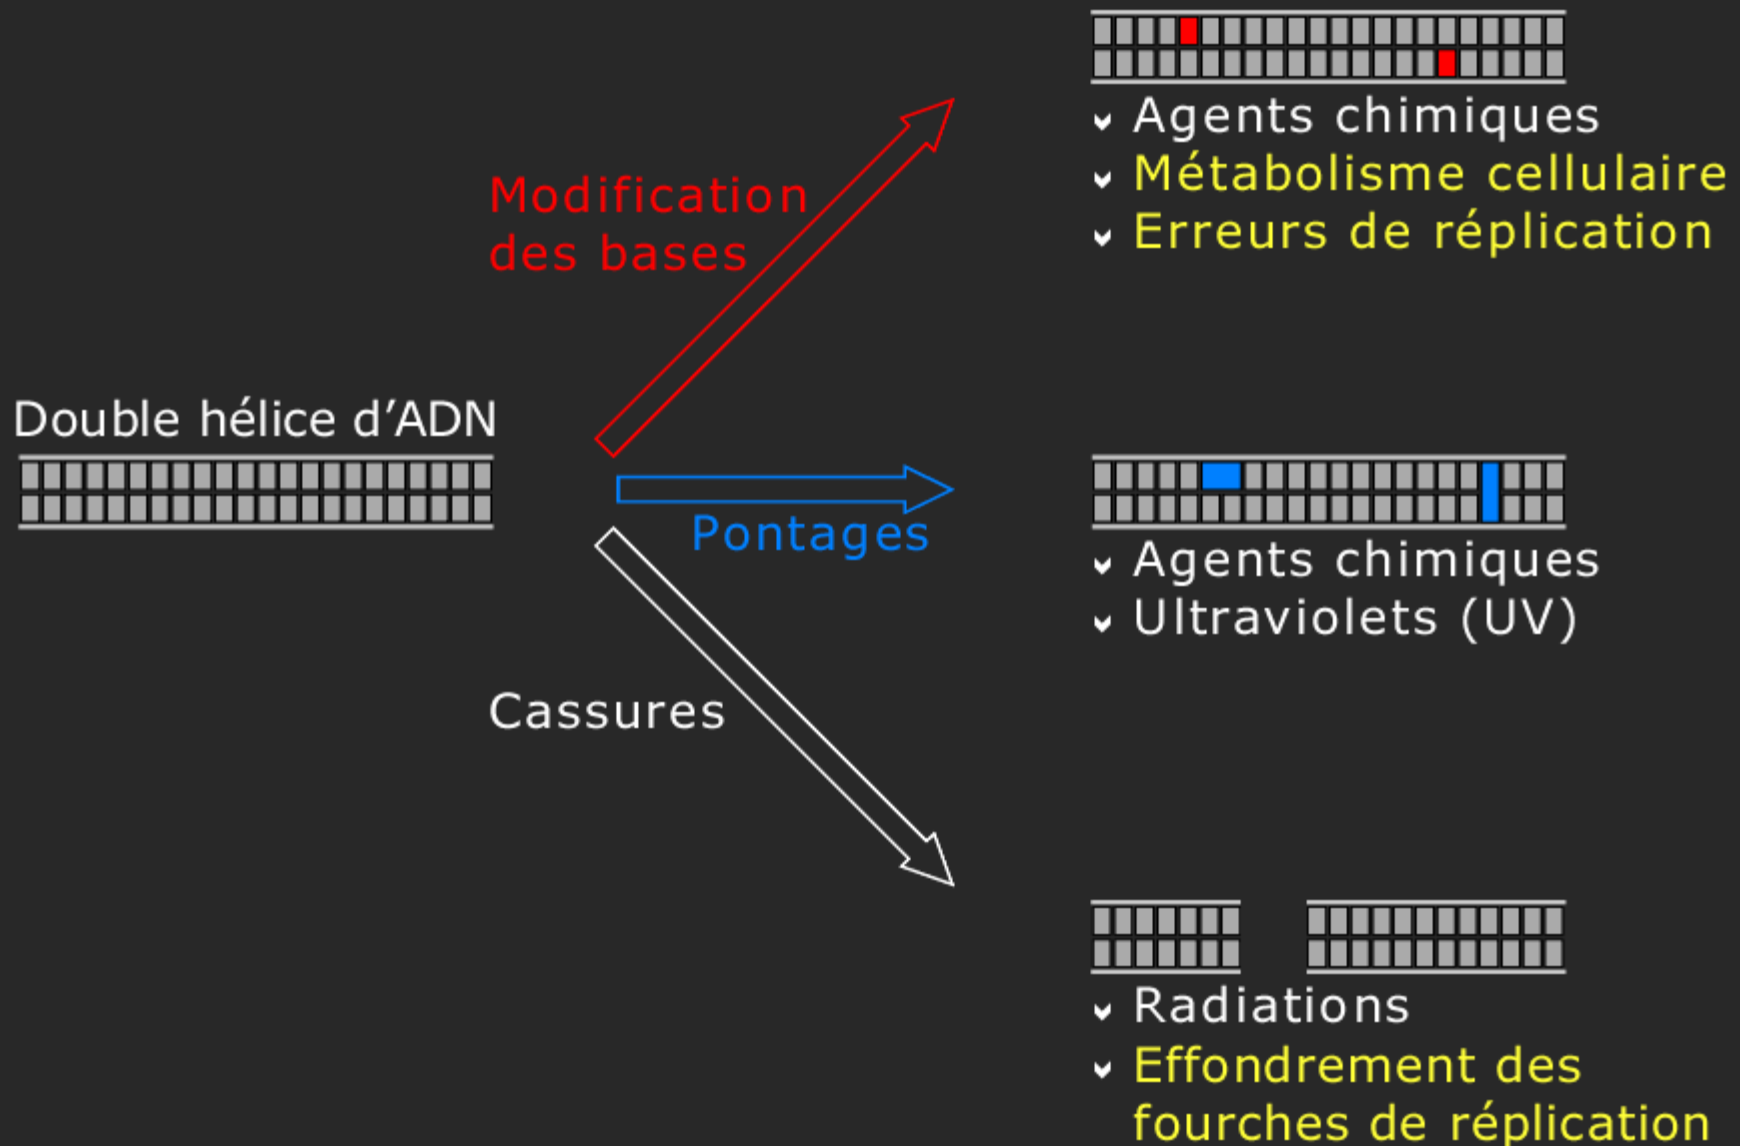 Agents chimiques
Métabolisme cellulaire
Erreurs de réplication
Modification
des bases
Double hélice d’ADN
Pontages
Agents chimiques
Ultraviolets (UV)
Cassures
Radiations
Effondrement des
fourches de réplication